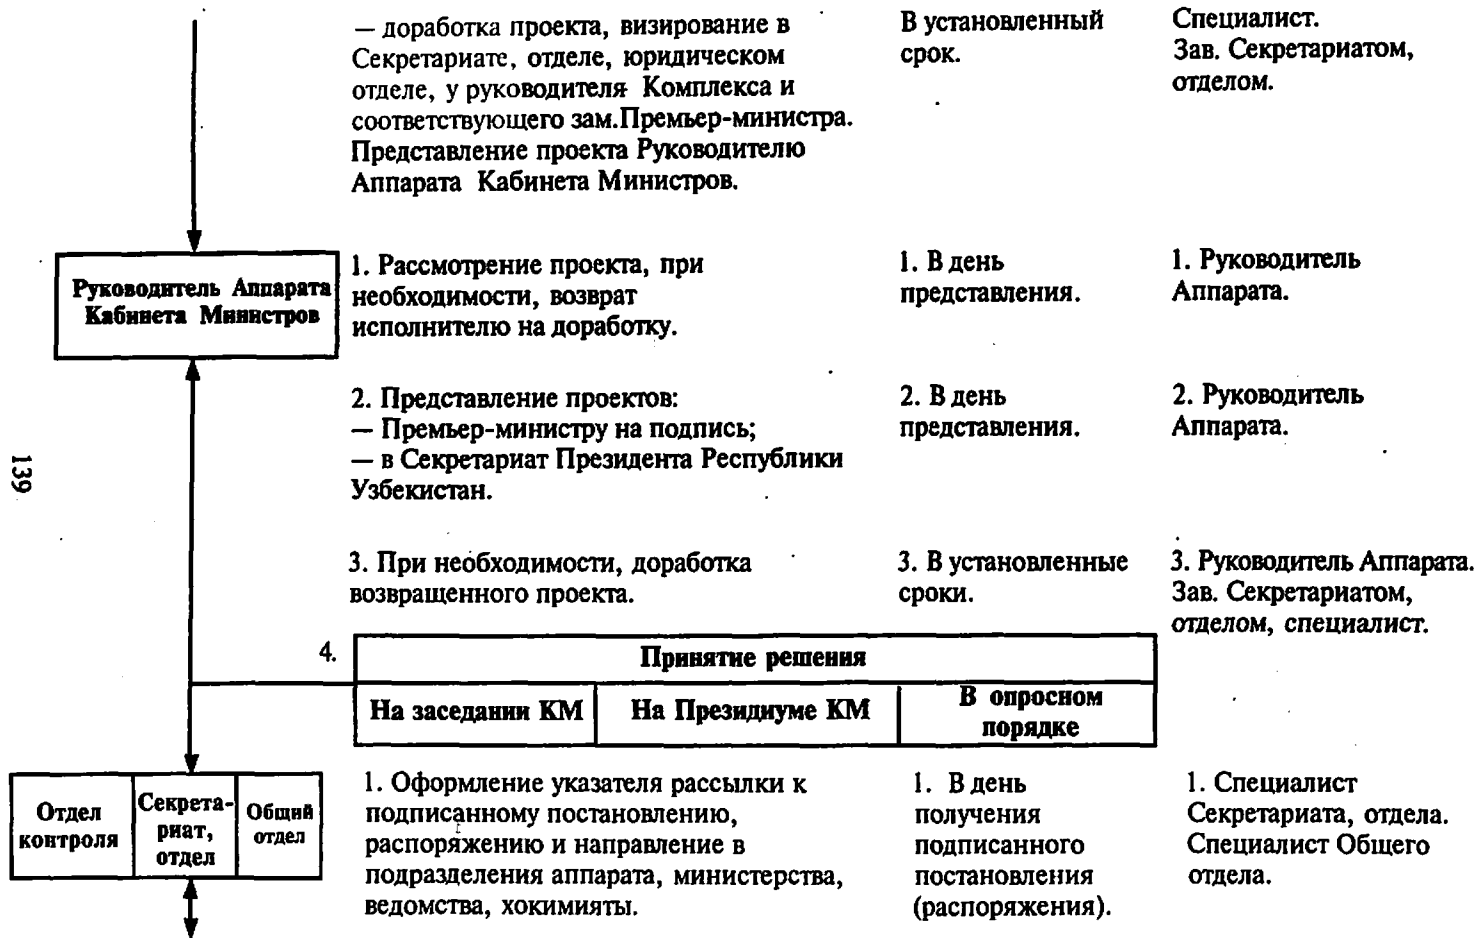 — доработка проекта, визирование в
Секретариате, отделе, юридическом
отделе, у руководителя Комплекса и
соответствующего зам.Премьер-министра.
Представление проекта Руководителю
Аппарата Кабинета Министров.
В установленный
срок.
Специалист.
Зав. Секретариатом,
отделом.
Руководитель Аппарата
Кабинета Министров
1. Рассмотрение проекта, при
необходимости, возврат
исполнителю на доработку.
1. В день
представления.
1. Руководитель
Аппарата.
2. Представление проектов:
— Премьер-министру на подпись;
— в Секретариат Президента Республики
Узбекистан.
2. В день
представления.
2. Руководитель
Аппарата.
139
3. При необходимости, доработка
возвращенного проекта.
3. В установленные
сроки.
3. Руководитель Аппарата.
Зав. Секретариатом,
отделом, специалист.
4.
Принятие решения
На заседании КМ
На Президиуме КМ
В опросном
порядке
Отдел
контроля
Секрета-
риат,
отдел
Общий
отдел
1. Оформление указателя рассылки к
подписанному постановлению,
распоряжению и направление в
подразделения аппарата, министерства,
ведомства, хокимияты.
1. В день
получения
подписанного
постановления
(распоряжения).
1. Специалист
Секретариата, отдела.
Специалист Общего
отдела.